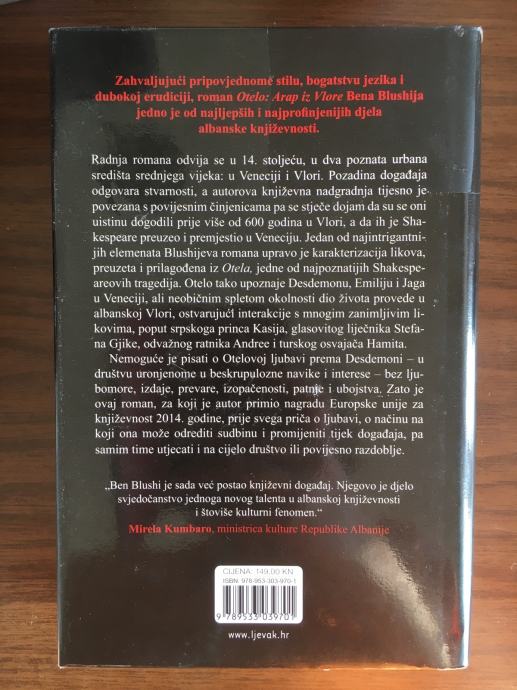 Zahvaljujući pripovjednome stilu, bogatstvu jezika i
dubokoj erudiciji, roman Otelo: Arap iz Vlore Bena Blushija
jedno je od najljepših i najprofinjenijih djela
albanske književnosti.
Radnja romana odvija se u 14. stoljeću, u dva poznata urbana
središta srednjega vijeka: u Veneciji i Vlori. Pozadina događaja
odgovara stvarnosti, a autorova književna nadgradnja tijesno je
povezana s povijesnim činjenicama pa se stječe dojam da su se oni
uistinu dogodili prije više od 600 godina u Vlori, a da ih je Sha-
kespeare preuzeo i premjestio u Veneciju. Jedan od najintrigantni-
jih elemenata Blushijeva romana upravo je karakterizacija likova,
preuzeta i prilagođena iz Otela, jedne od najpoznatijih Shakespe-
areovih tragedija. Otelo tako upoznaje Desdemonu, Emiliju i Jaga
u Veneciji, ali neobičnim spletom okolnosti dio života provede u
albanskoj Vlori, ostvarujući interakcije s mnogim zanimljivim li-
kovima, poput srpskoga princa Kasija, glasovitog liječnika Stefa-
na Gjike, odvažnog ratnika Andree i turskog osvajača Hamita.
Nemoguće je pisati o Otelovoj ljubavi prema Desdemoni – u
društvu uronjenome u beskrupulozne navike i interese – bez lju-
bomore, izdaje, prevare, izopačenosti, patnje i ubojstva. Zato je
ovaj roman, za koji je autor primio nagradu Europske unije za
književnost 2014. godine, prije svega priča o ljubavi, o načinu na
koji ona može odrediti sudbinu i promijeniti tijek događaja, pa
samim time utjecati i na cijelo društvo ili povijesno razdoblje.
„Ben Blushi je sada već postao književni događaj. Njegovo je djelo
svjedočanstvo jednoga novog talenta u albanskoj književnosti
i štoviše kulturni fenomen.“
Mirela Kumbaro, ministrica kulture Republike Albanije
CIJENA: 149,00 KN
ISBN: 978-953-303-970-1
9 789533 039701
www.ljevak.hr